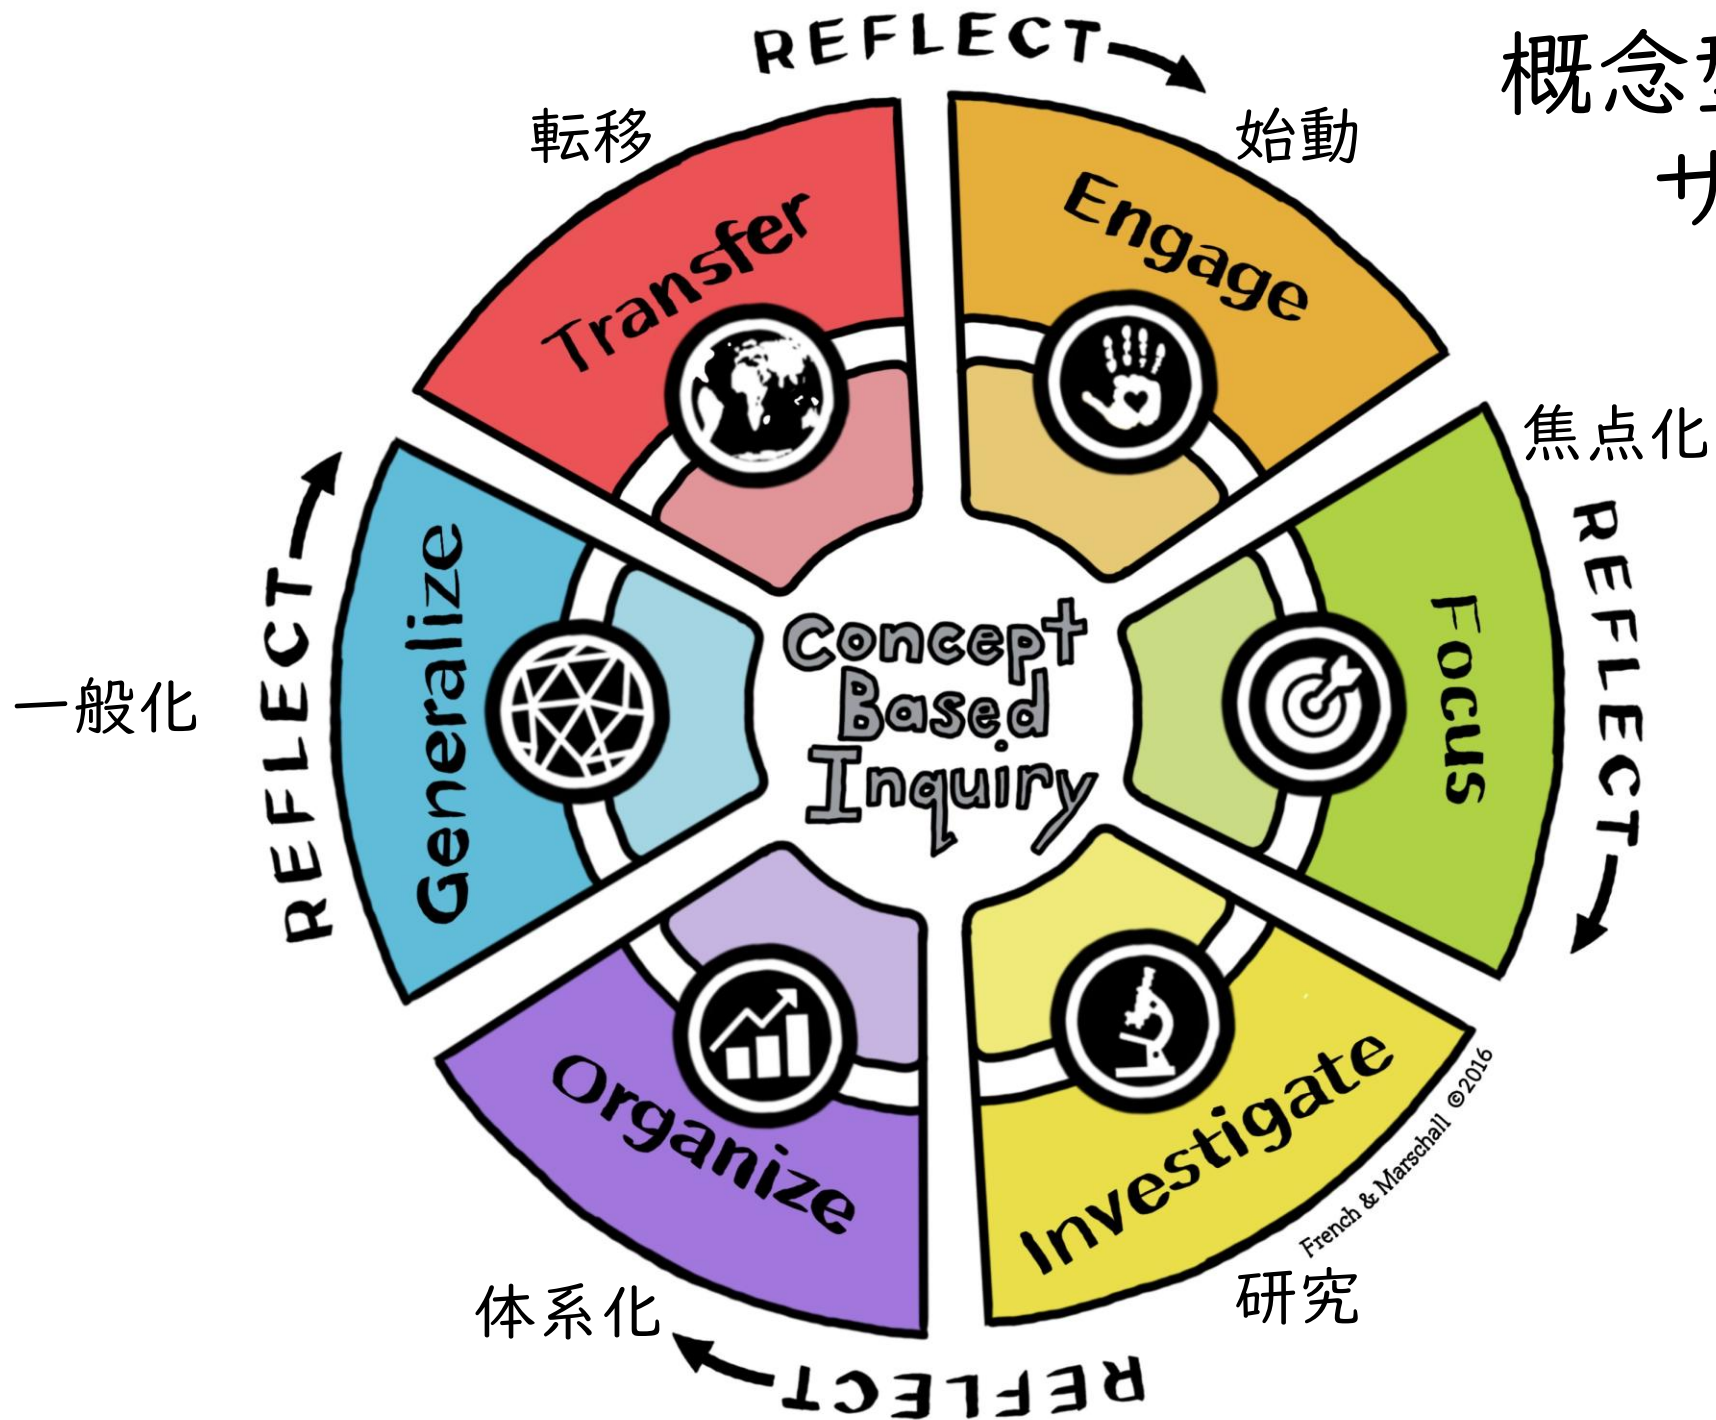 概念型
サ
REFLECT
転移
始動
Transfer
Engage
焦点化
REFLECT
Focus
Concept
Based
Inquiry
Generalize
REFLECT
一般化
Investigate
French & Marschall ©2016
研究
Organize
体系化
REFLECT